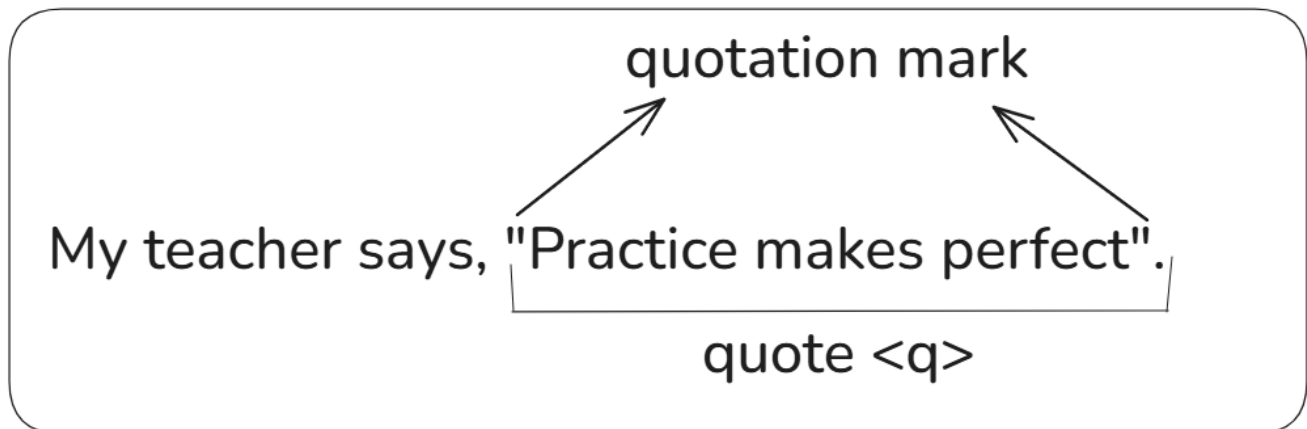 quotation mark
My teacher says, "Practice makes perfect".
quote <q>